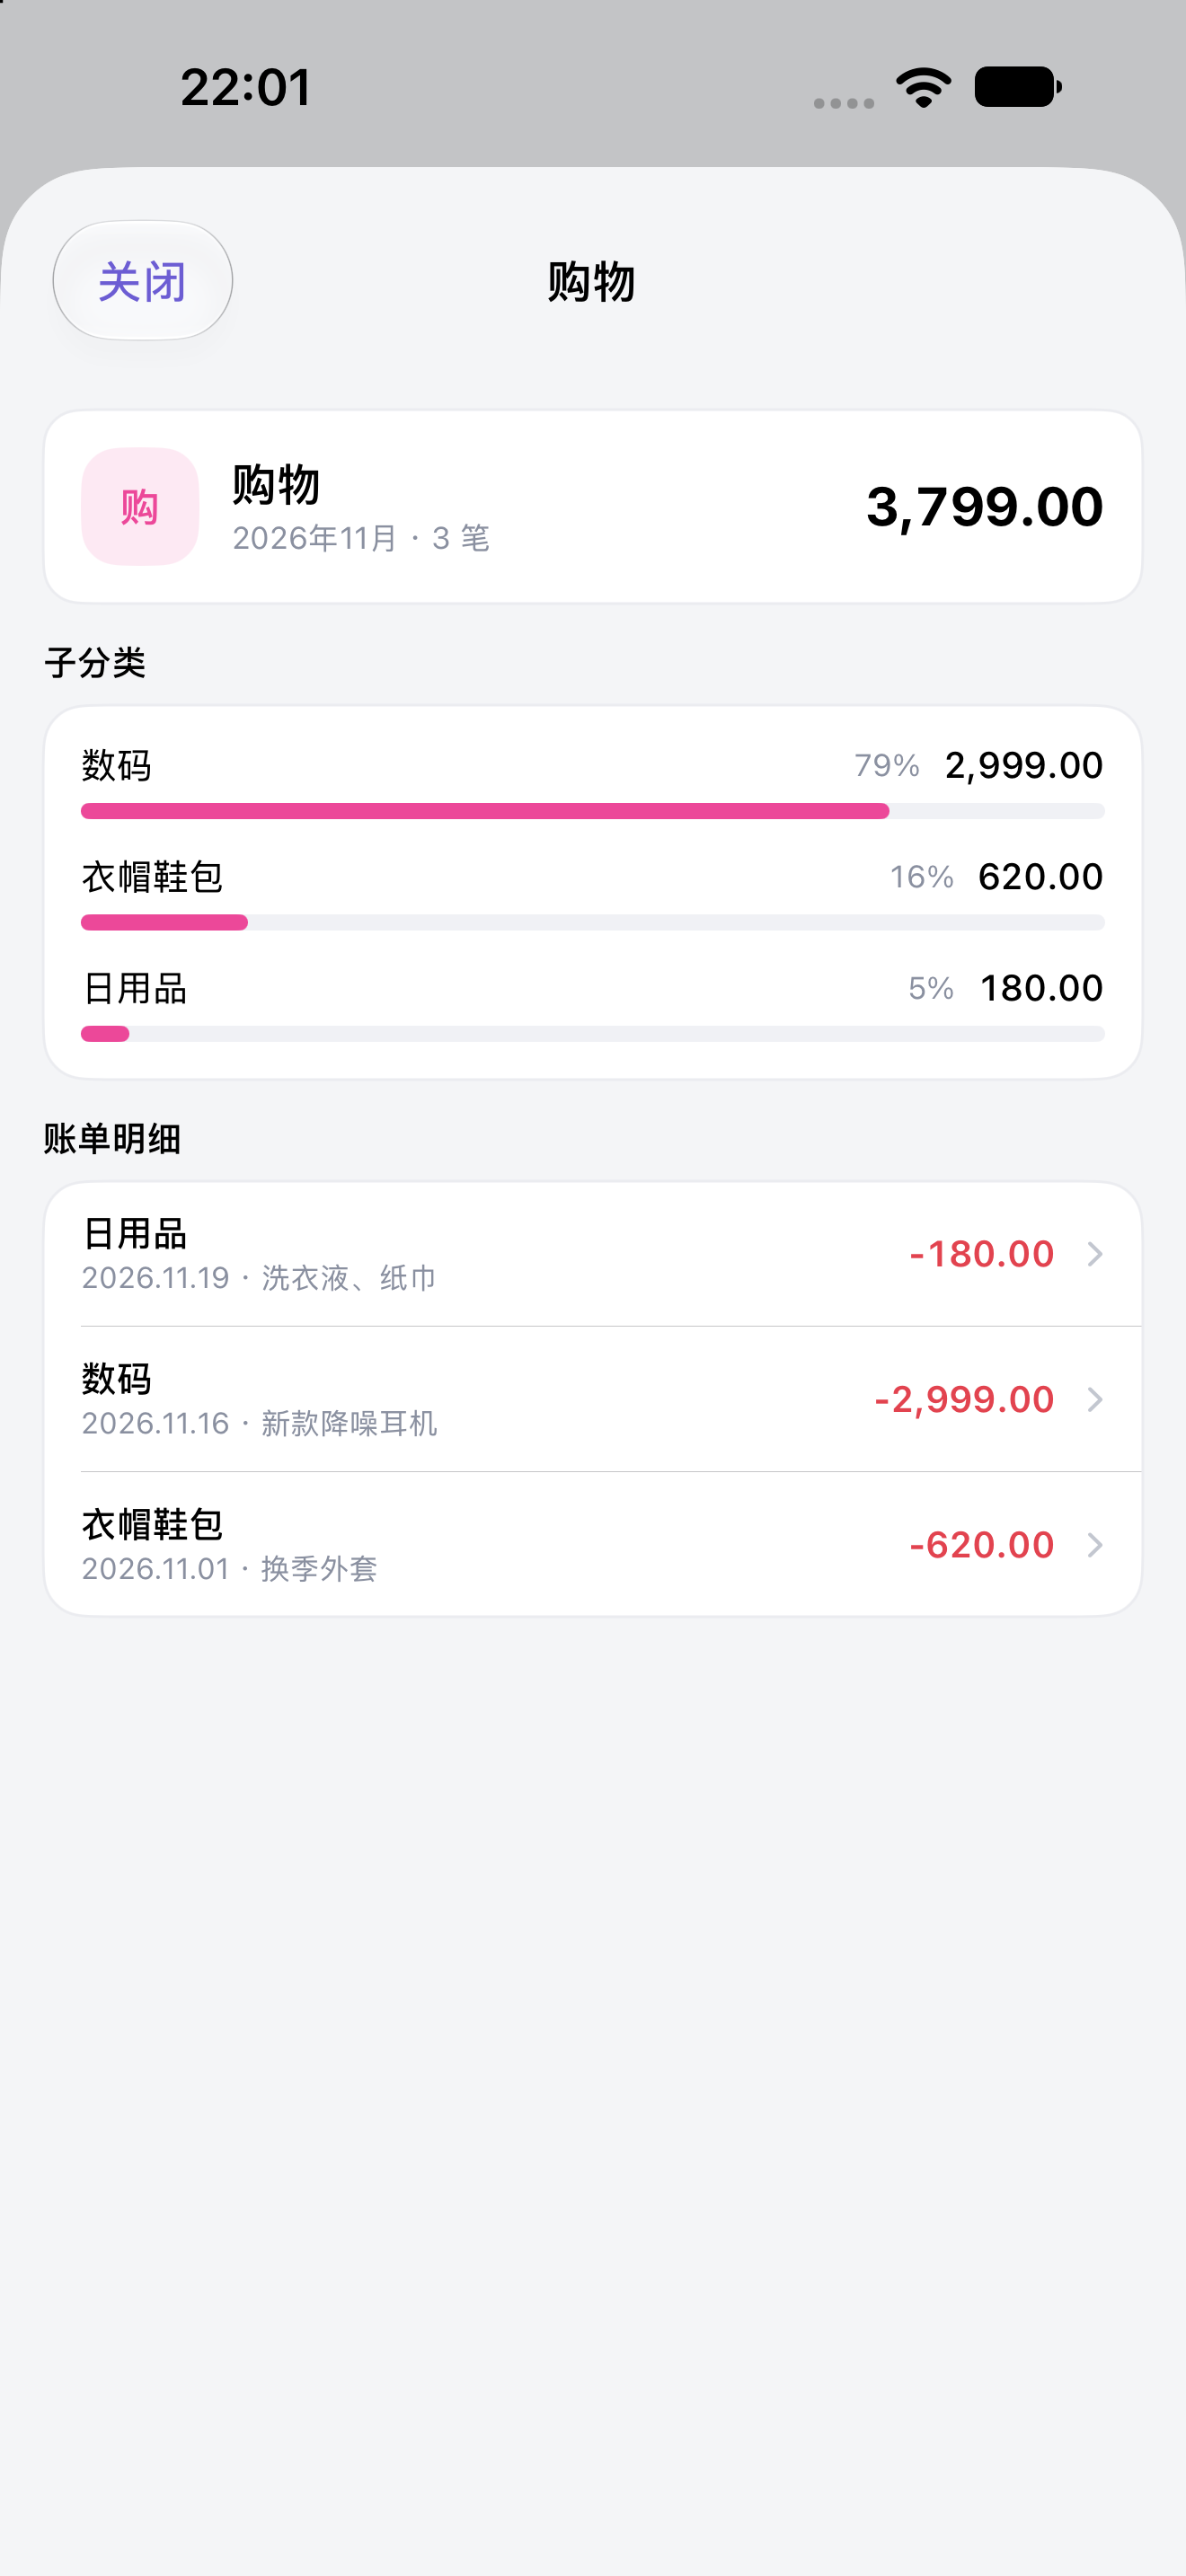 22:01
关闭
购物
购
购物
3,799.00
2026年11月 · 3 笔
子分类
数码 79% 2,999.00
衣帽鞋包 16% 620.00
日用品 5% 180.00
账单明细
日用品
2026.11.19 · 洗衣液、纸巾
-180.00
数码
2026.11.16 · 新款降噪耳机
-2,999.00
衣帽鞋包
2026.11.01 · 换季外套
-620.00